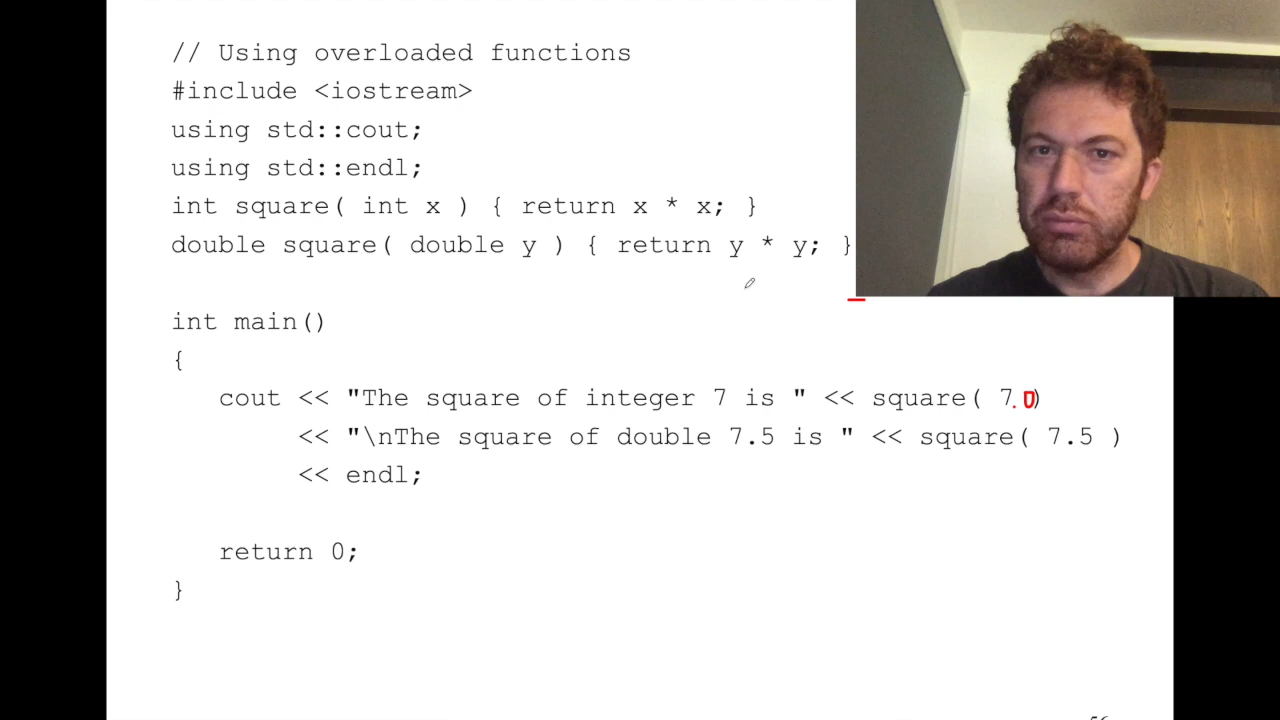 // Using overloaded functions
#include <iostream>
using std::cout;
using std::endl;
int square( int x ) { return x * x; }
double square( double y ) { return y * y; }
int main()
{
cout << "The square of integer 7 is " << square( 7.0)
<< "\nThe square of double 7.5 is " << square( 7.5 )
<< endl;
return 0;
}